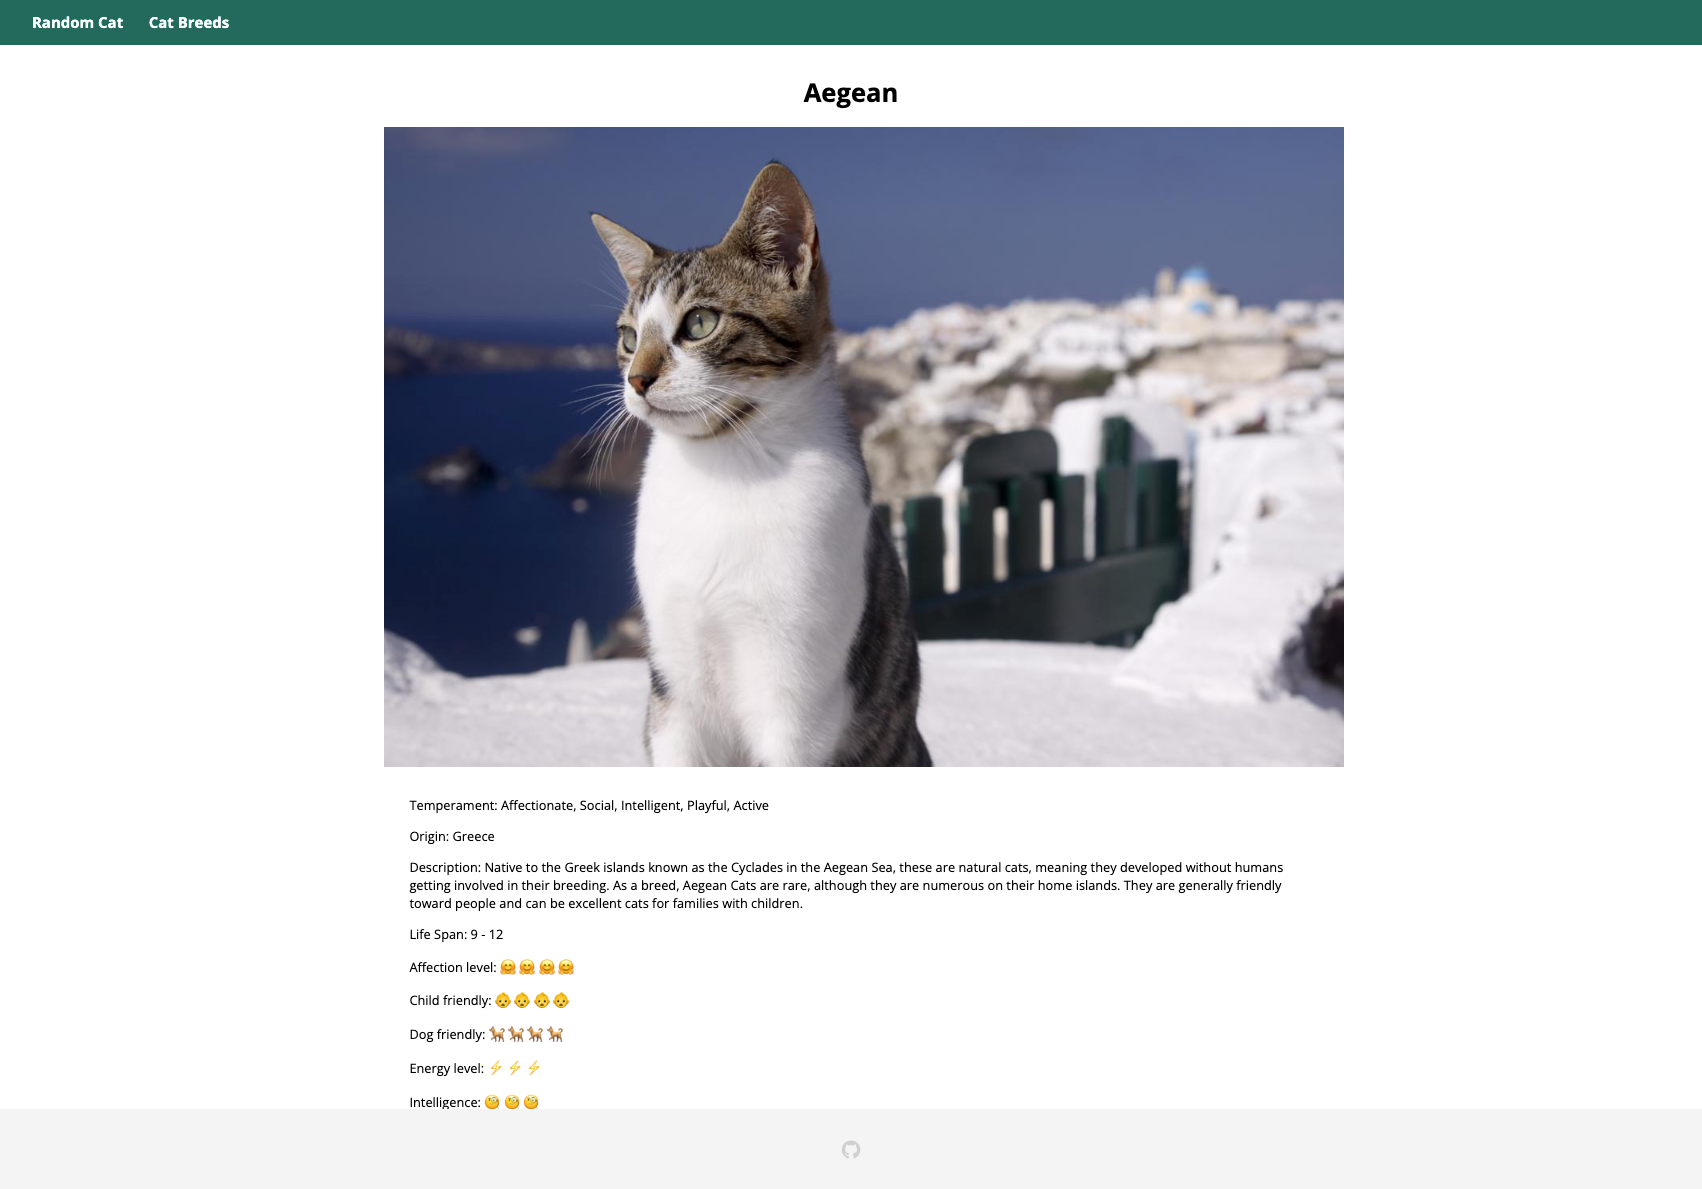 Random Cat Cat Breeds
Aegean
Temperament: Affectionate, Social, Intelligent, Playful, Active
Origin: Greece
Description: Native to the Greek islands known as the Cyclades in the Aegean Sea, these are natural cats, meaning they developed without humans
getting involved in their breeding. As a breed, Aegean Cats are rare, although they are numerous on their home islands. They are generally friendly
toward people and can be excellent cats for families with children.
Life Span: 9 - 12
Affection level: 🤗 🤗 🤗 🤗
Child friendly: 👶 👶 👶 👶
Dog friendly: 🐕 🐕 🐕 🐕
Energy level: ⚡ ⚡ ⚡
Intelligence: 🧐 🧐 🧐